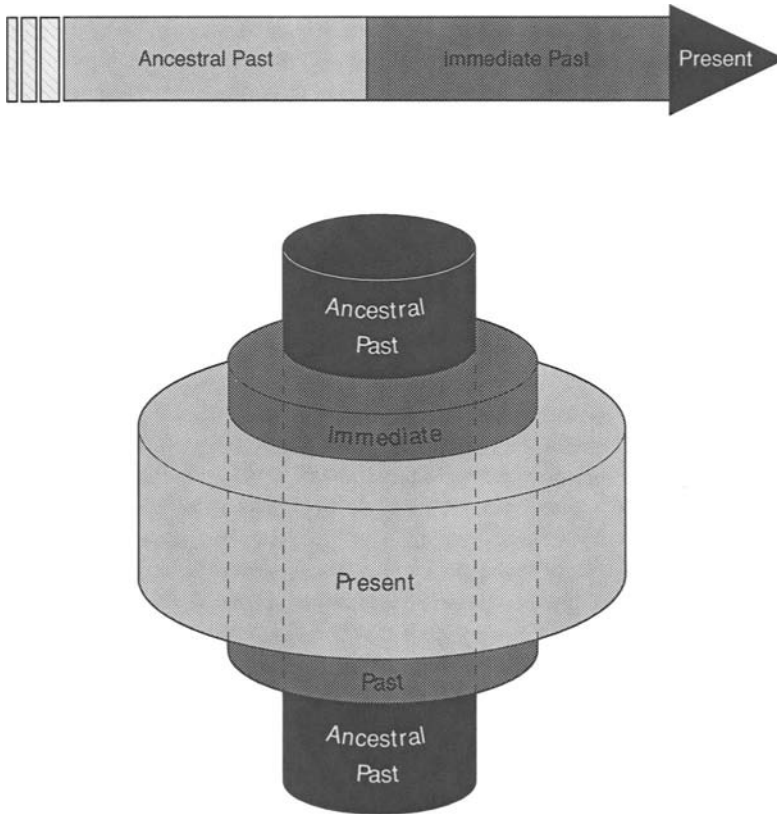 Ancestral Past
Immediate Past
Present
Ancestral
Past
Immediate
Present
Past
Ancestral
Past